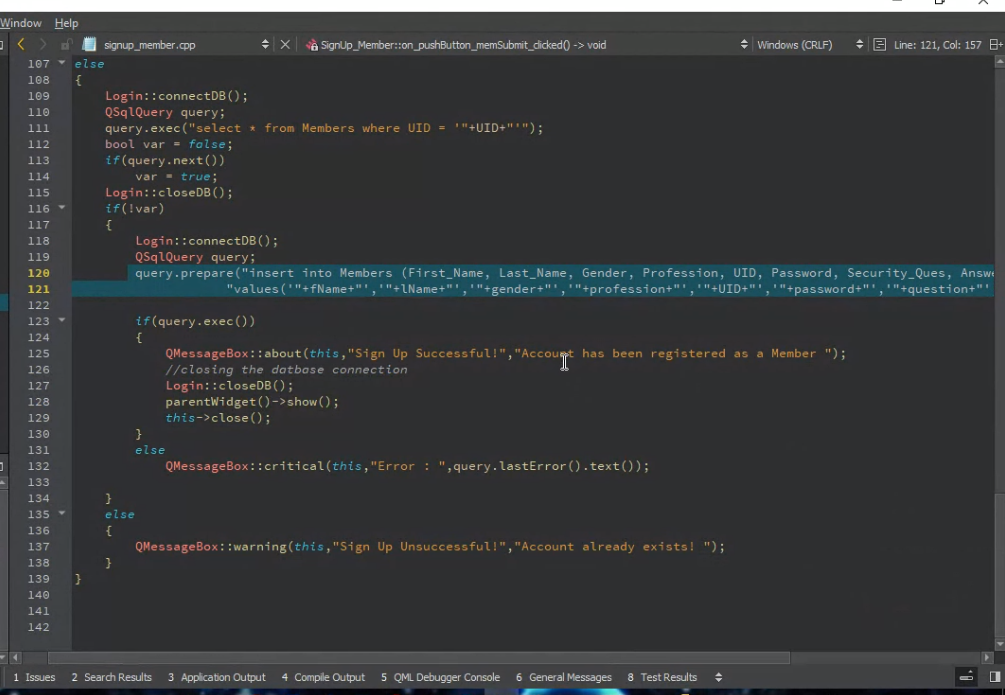 Window Help
signup_member.cpp SignUp_Member::on_pushButton_memSubmit_clicked() -> void Windows (CRLF) Line: 121, Col: 157
107 else
108 {
109 Login::connectDB();
110 QSqlQuery query;
111 query.exec("select * from Members where UID = '"+UID+"'");
112 bool var = false;
113 if(query.next())
114 var = true;
115 Login::closeDB();
116 if(!var)
117 {
118 Login::connectDB();
119 QSqlQuery query;
120 query.prepare("insert into Members (First_Name, Last_Name, Gender, Profession, UID, Password, Security_Ques, Answe
121 "values('"+fName+"','"+lName+"','"+gender+"','"+profession+"','"+UID+"','"+password+"','"+question+"'
122
123 if(query.exec())
124 {
125 QMessageBox::about(this,"Sign Up Successful!","Account has been registered as a Member ");
126 //closing the datbase connection
127 Login::closeDB();
128 parentWidget()->show();
129 this->close();
130 }
131 else
132 QMessageBox::critical(this,"Error : ",query.lastError().text());
133
134 }
135 else
136 {
137 QMessageBox::warning(this,"Sign Up Unsuccessful!","Account already exists! ");
138 }
139 }
140
141
142
1 Issues 2 Search Results 3 Application Output 4 Compile Output 5 QML Debugger Console 6 General Messages 8 Test Results